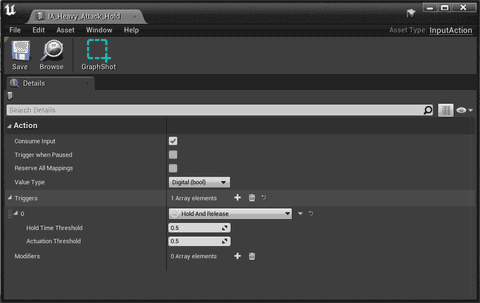 IA_Heavy_Attack_Hold
File Edit Asset Window Help Asset Type: InputAction
Save Browse GraphShot
Details
Search Details
Action
Consume Input
Trigger when Paused
Reserve All Mappings
Value Type Digital (bool)
Triggers 1 Array elements
0 Hold And Release
Hold Time Threshold 0.5
Actuation Threshold 0.5
Modifiers 0 Array elements